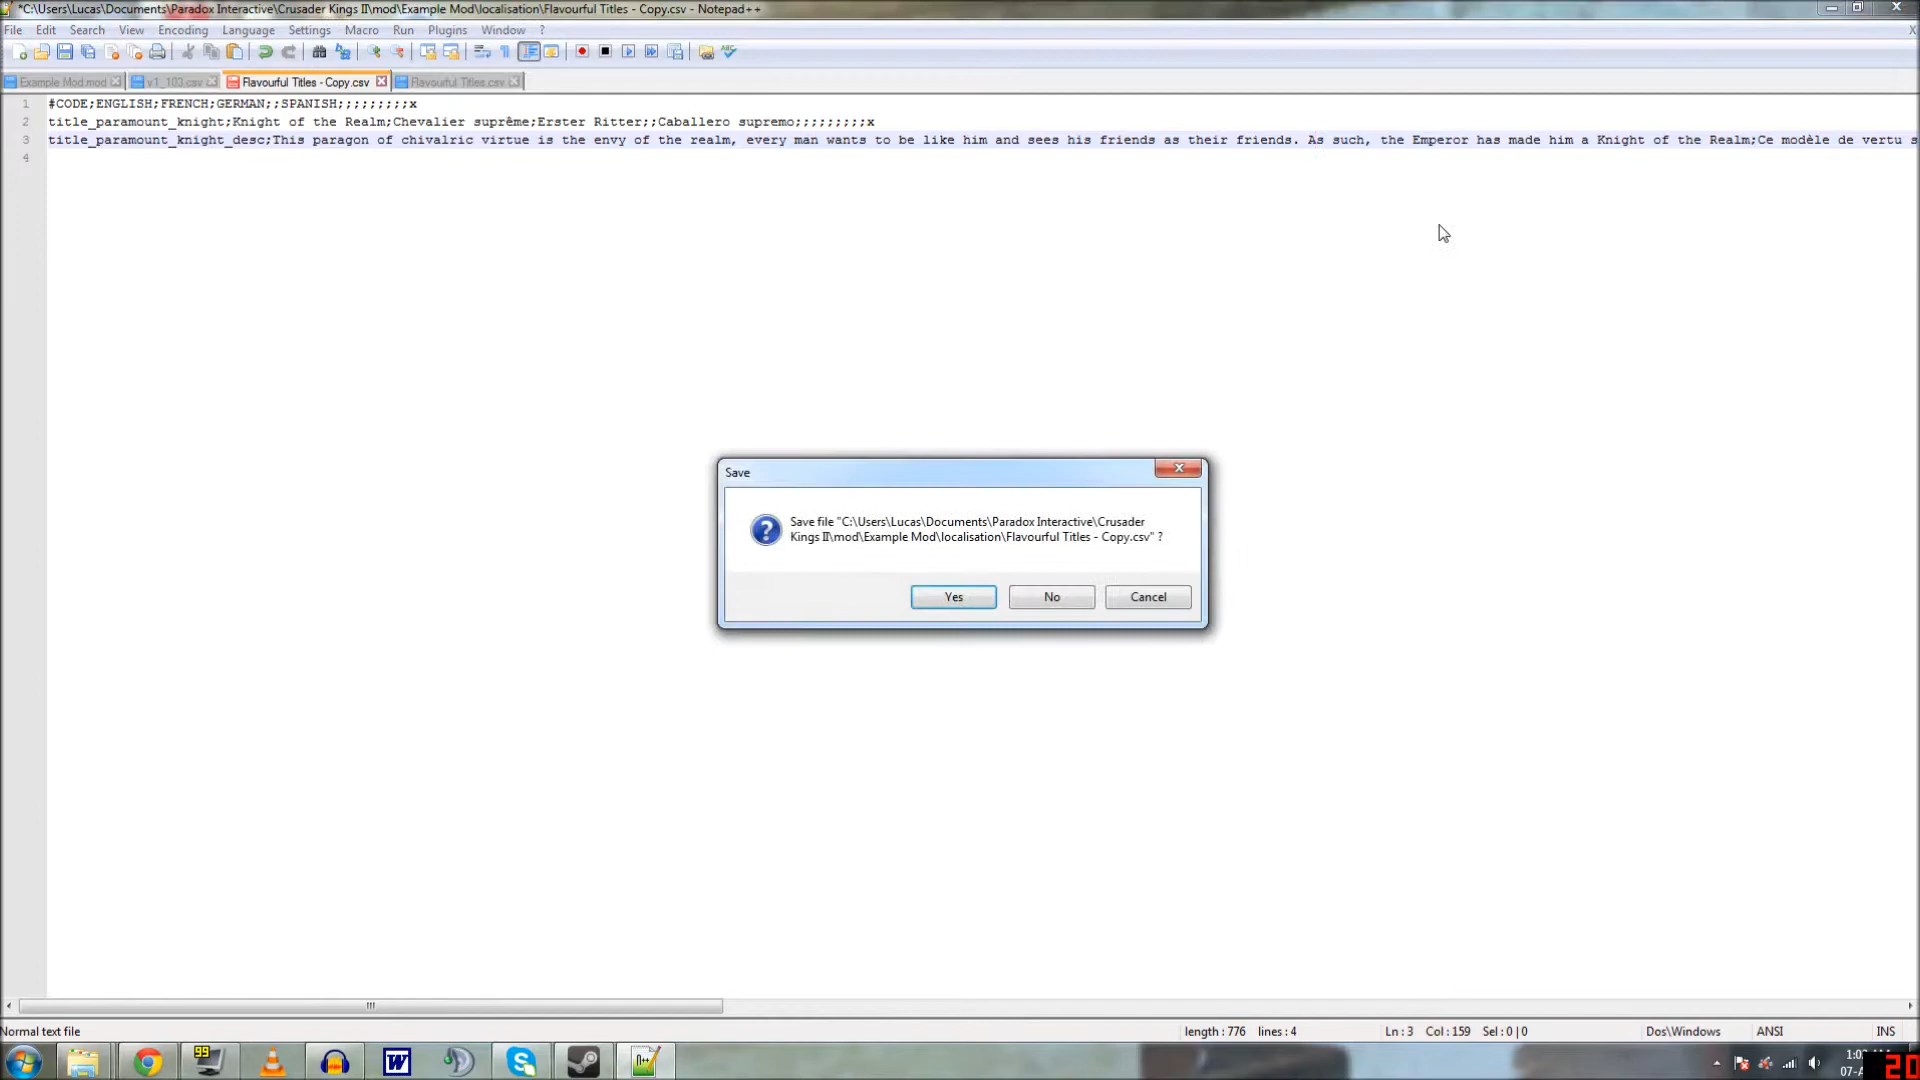 *C:\Users\Lucas\Documents\Paradox Interactive\Crusader Kings II\mod\Example Mod\localisation\Flavourful Titles - Copy.csv - Notepad++
File Edit Search View Encoding Language Settings Macro Run Plugins Window ? X
Example Mod.mod v1_103.csv Flavourful Titles - Copy.csv Flavourful Titles.csv
1 #CODE;ENGLISH;FRENCH;GERMAN;;SPANISH;;;;;;;;;x
2 title_paramount_knight;Knight of the Realm;Chevalier suprême;Erster Ritter;;Caballero supremo;;;;;;;;;x
3 title_paramount_knight_desc;This paragon of chivalric virtue is the envy of the realm, every man wants to be like him and sees his friends as their friends. As such, the Emperor has made him a Knight of the Realm;Ce modèle de vertu s
4
Save
Save file "C:\Users\Lucas\Documents\Paradox Interactive\Crusader
Kings II\mod\Example Mod\localisation\Flavourful Titles - Copy.csv" ?
Yes No Cancel
Normal text file length : 776 lines : 4 Ln : 3 Col : 159 Sel : 0 | 0 Dos\Windows ANSI INS
99
W
20